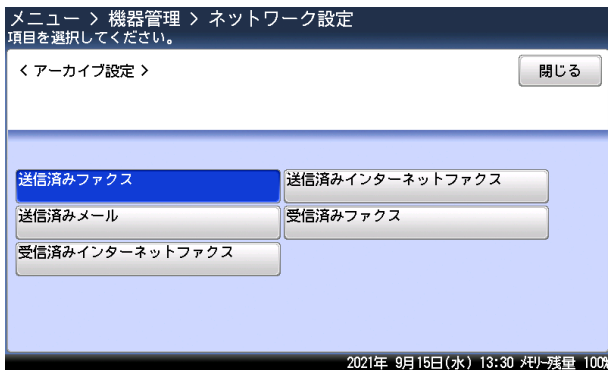 メニュー > 機器管理 > ネットワーク設定
項目を選択してください。
< アーカイブ設定 >
閉じる
送信済みファクス
送信済みインターネットファクス
送信済みメール
受信済みファクス
受信済みインターネットファクス
2021年 9月15日(水) 13:30 メモリー残量 100%